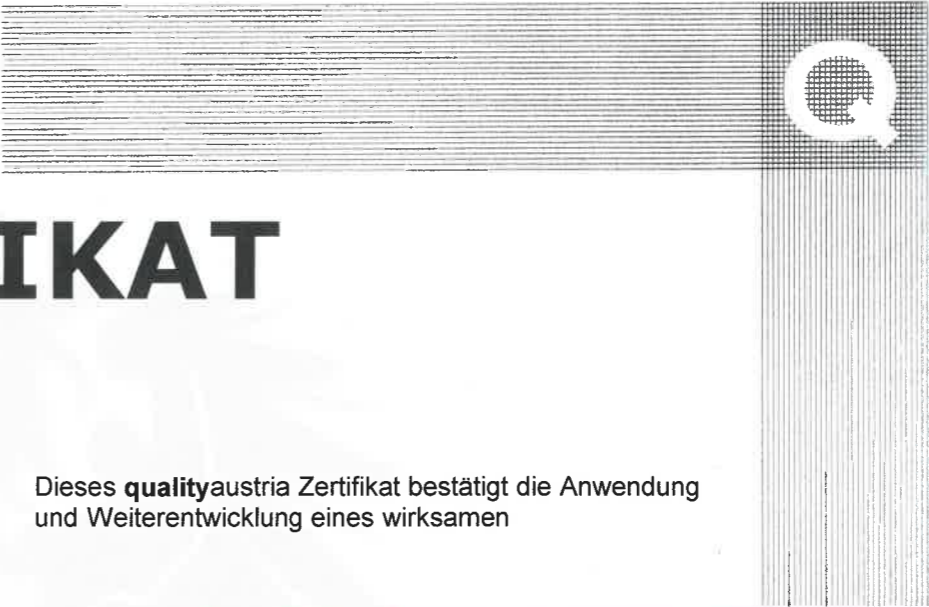 IKAT
Dieses qualityaustria Zertifikat bestätigt die Anwendung
und Weiterentwicklung eines wirksamen